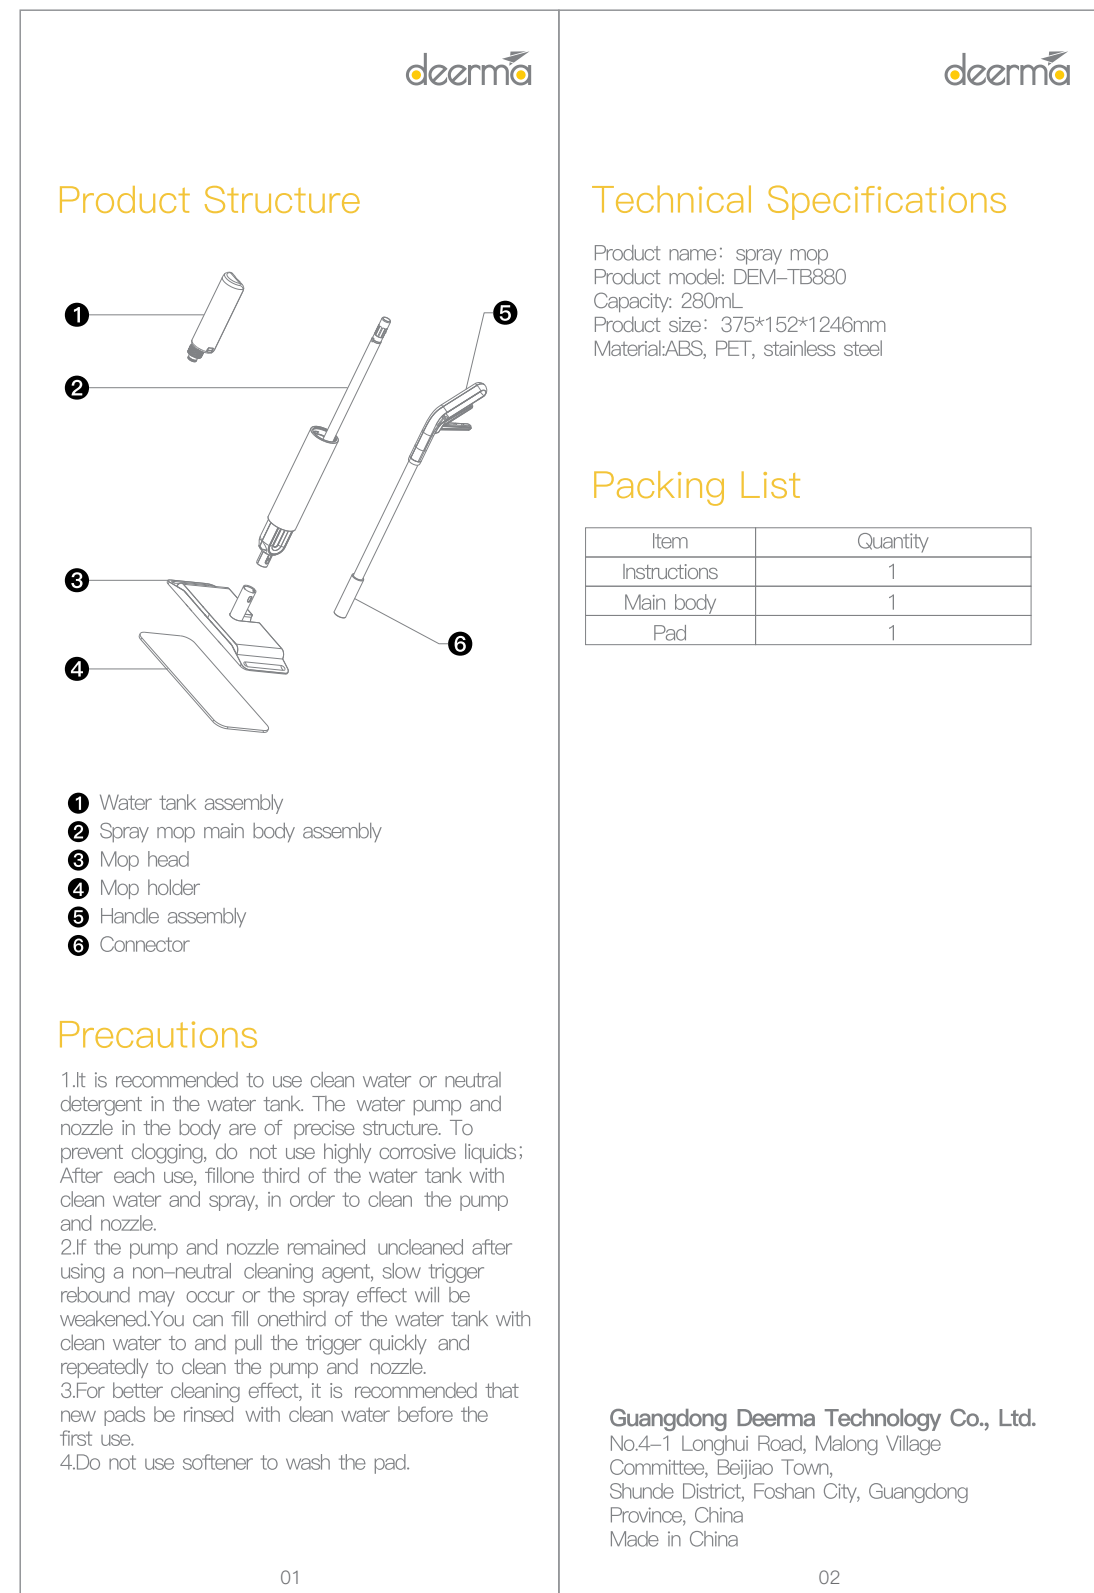 deerma
Product Structure
1
2
3
4
5
6
1 Water tank assembly
2 Spray mop main body assembly
3 Mop head
4 Mop holder
5 Handle assembly
6 Connector
Precautions
1.It is recommended to use clean water or neutral
detergent in the water tank. The water pump and
nozzle in the body are of precise structure. To
prevent clogging, do not use highly corrosive liquids;
After each use, fillone third of the water tank with
clean water and spray, in order to clean the pump
and nozzle.
2.If the pump and nozzle remained uncleaned after
using a non-neutral cleaning agent, slow trigger
rebound may occur or the spray effect will be
weakened.You can fill onethird of the water tank with
clean water to and pull the trigger quickly and
repeatedly to clean the pump and nozzle.
3.For better cleaning effect, it is recommended that
new pads be rinsed with clean water before the
first use.
4.Do not use softener to wash the pad.
01
deerma
Technical Specifications
Product name: spray mop
Product model: DEM-TB880
Capacity: 280mL
Product size: 375*152*1246mm
Material:ABS, PET, stainless steel
Packing List
Item Quantity
Instructions 1
Main body 1
Pad 1
Guangdong Deerma Technology Co., Ltd.
No.4-1 Longhui Road, Malong Village
Committee, Beijiao Town,
Shunde District, Foshan City, Guangdong
Province, China
Made in China
02